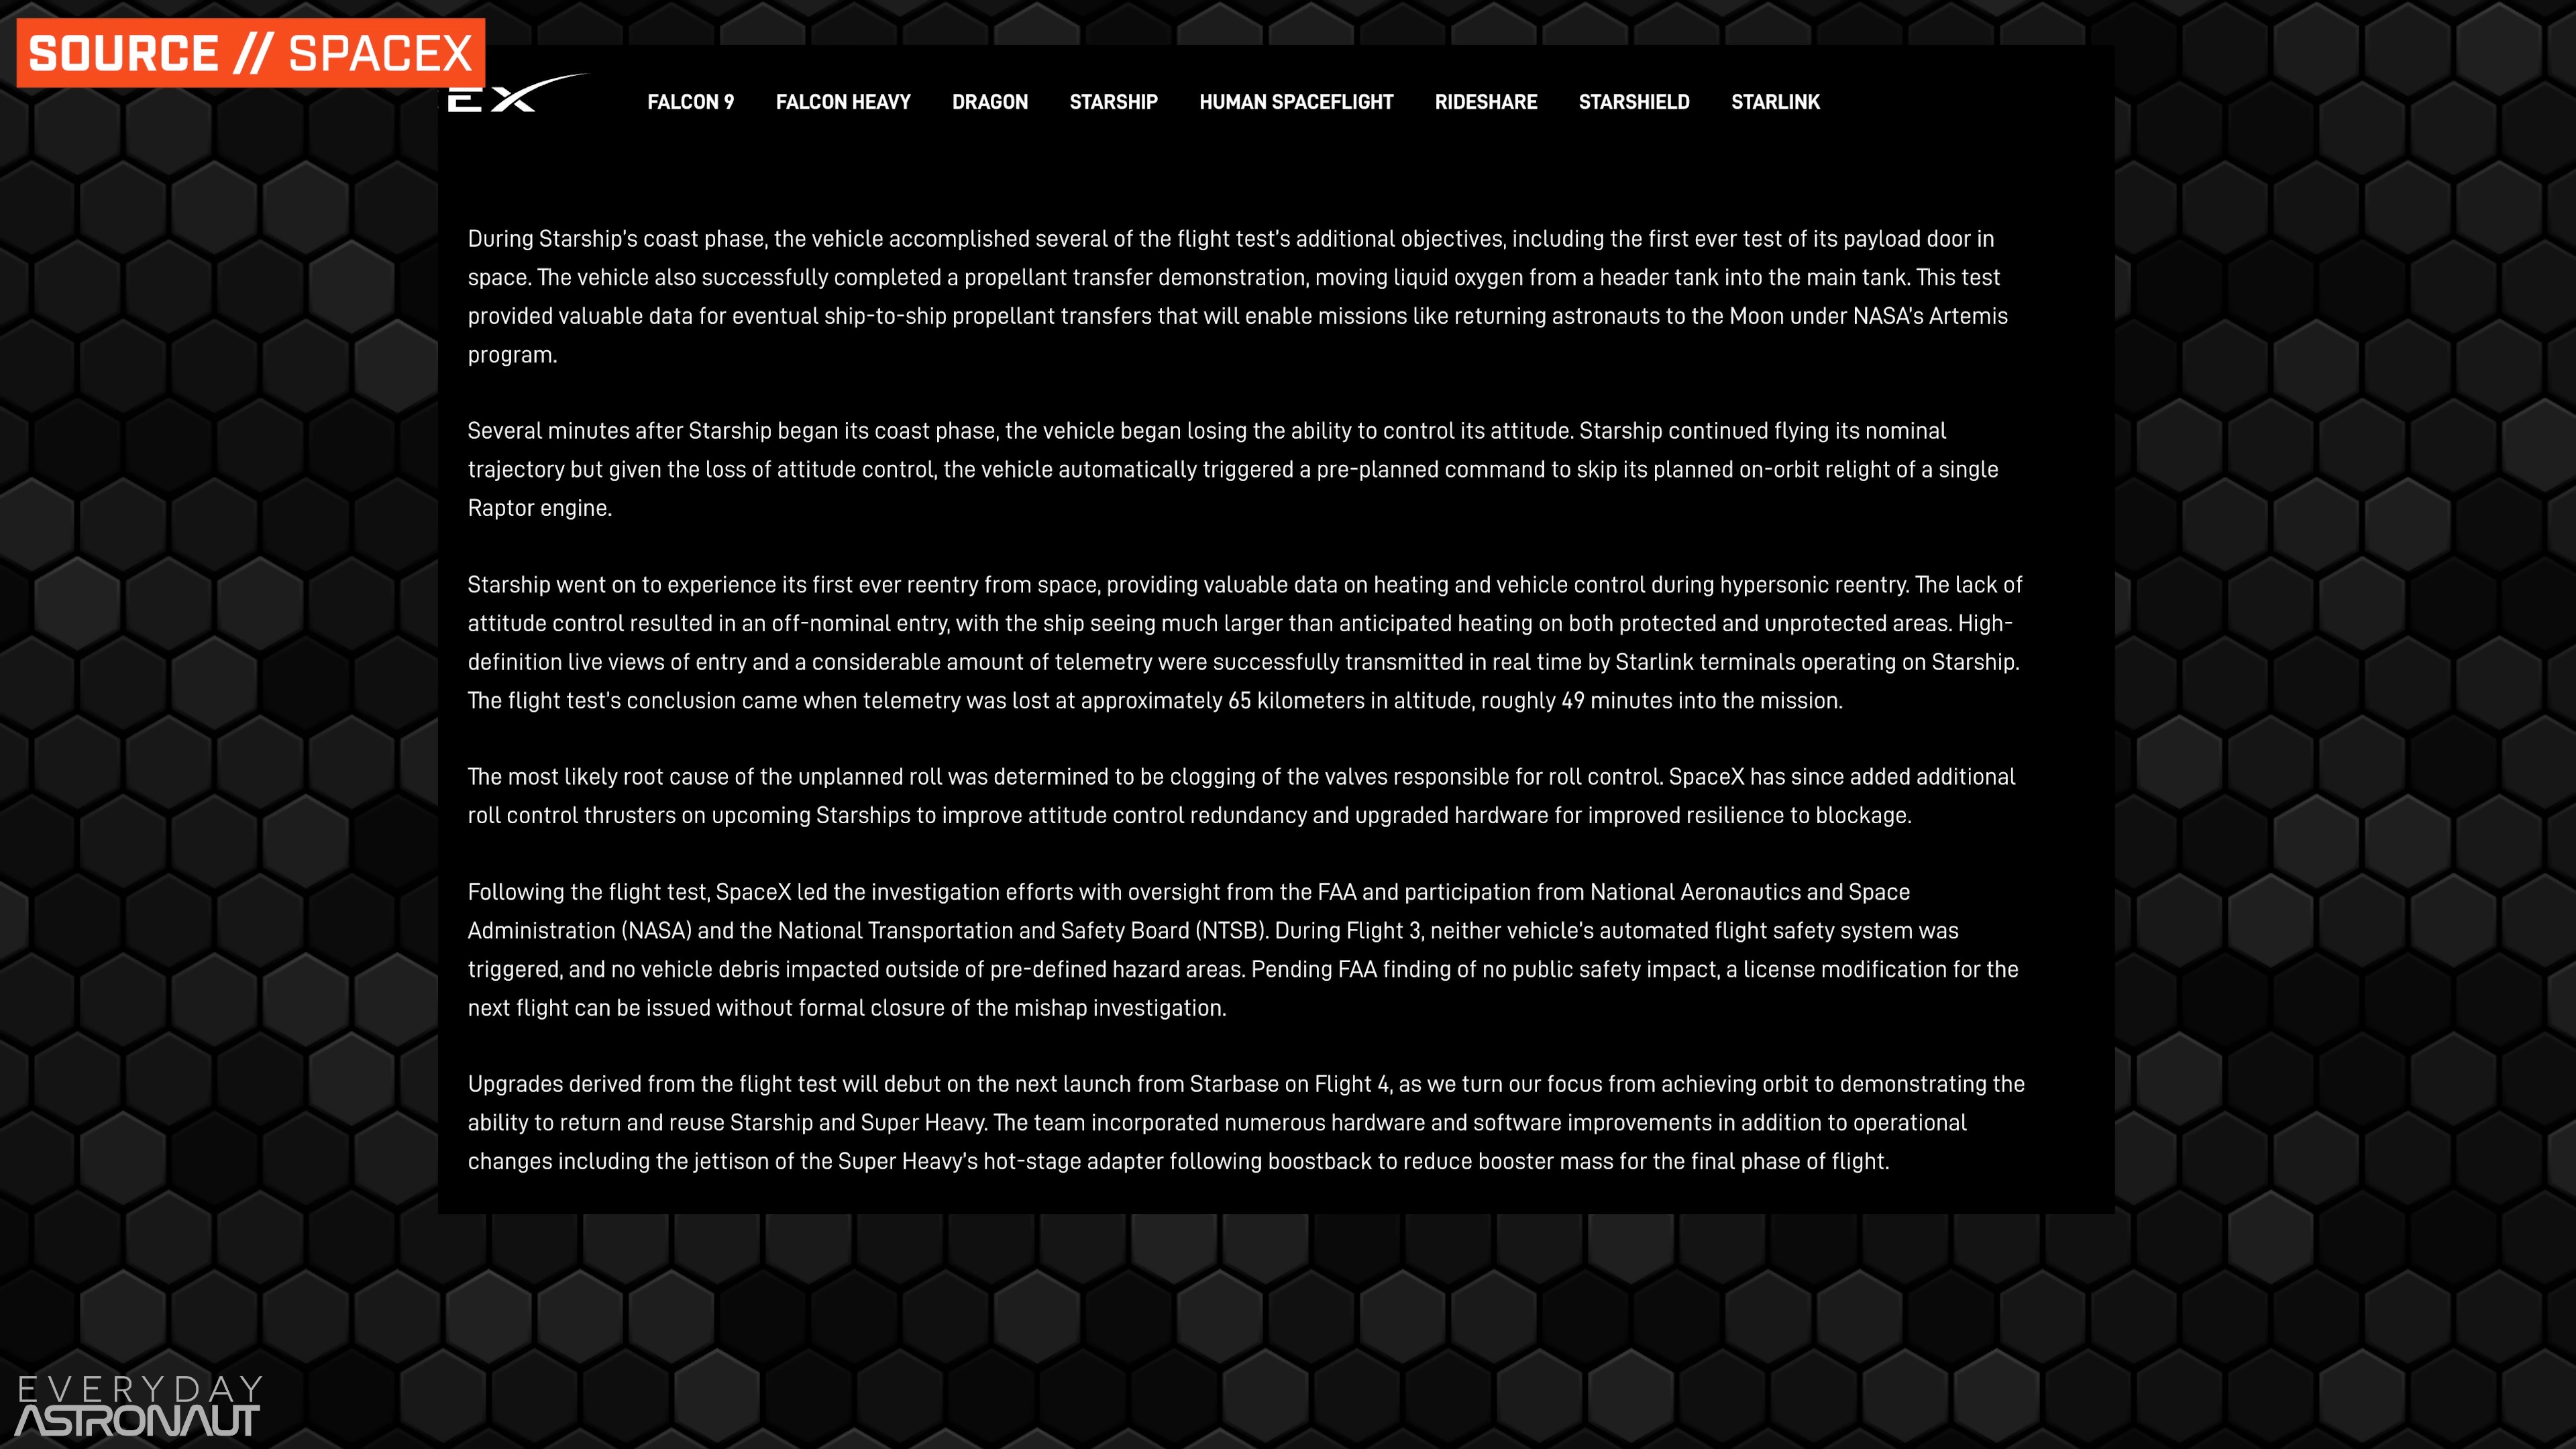 SOURCE // SPACEX
EX
FALCON 9 FALCON HEAVY DRAGON STARSHIP HUMAN SPACEFLIGHT RIDESHARE STARSHIELD STARLINK
During Starship's coast phase, the vehicle accomplished several of the flight test's additional objectives, including the first ever test of its payload door in
space. The vehicle also successfully completed a propellant transfer demonstration, moving liquid oxygen from a header tank into the main tank. This test
provided valuable data for eventual ship-to-ship propellant transfers that will enable missions like returning astronauts to the Moon under NASA's Artemis
program.
Several minutes after Starship began its coast phase, the vehicle began losing the ability to control its attitude. Starship continued flying its nominal
trajectory but given the loss of attitude control, the vehicle automatically triggered a pre-planned command to skip its planned on-orbit relight of a single
Raptor engine.
Starship went on to experience its first ever reentry from space, providing valuable data on heating and vehicle control during hypersonic reentry. The lack of
attitude control resulted in an off-nominal entry, with the ship seeing much larger than anticipated heating on both protected and unprotected areas. High-
definition live views of entry and a considerable amount of telemetry were successfully transmitted in real time by Starlink terminals operating on Starship.
The flight test's conclusion came when telemetry was lost at approximately 65 kilometers in altitude, roughly 49 minutes into the mission.
The most likely root cause of the unplanned roll was determined to be clogging of the valves responsible for roll control. SpaceX has since added additional
roll control thrusters on upcoming Starships to improve attitude control redundancy and upgraded hardware for improved resilience to blockage.
Following the flight test, SpaceX led the investigation efforts with oversight from the FAA and participation from National Aeronautics and Space
Administration (NASA) and the National Transportation and Safety Board (NTSB). During Flight 3, neither vehicle's automated flight safety system was
triggered, and no vehicle debris impacted outside of pre-defined hazard areas. Pending FAA finding of no public safety impact, a license modification for the
next flight can be issued without formal closure of the mishap investigation.
Upgrades derived from the flight test will debut on the next launch from Starbase on Flight 4, as we turn our focus from achieving orbit to demonstrating the
ability to return and reuse Starship and Super Heavy. The team incorporated numerous hardware and software improvements in addition to operational
changes including the jettison of the Super Heavy's hot-stage adapter following boostback to reduce booster mass for the final phase of flight.
EVERYDAY
ASTRONAUT